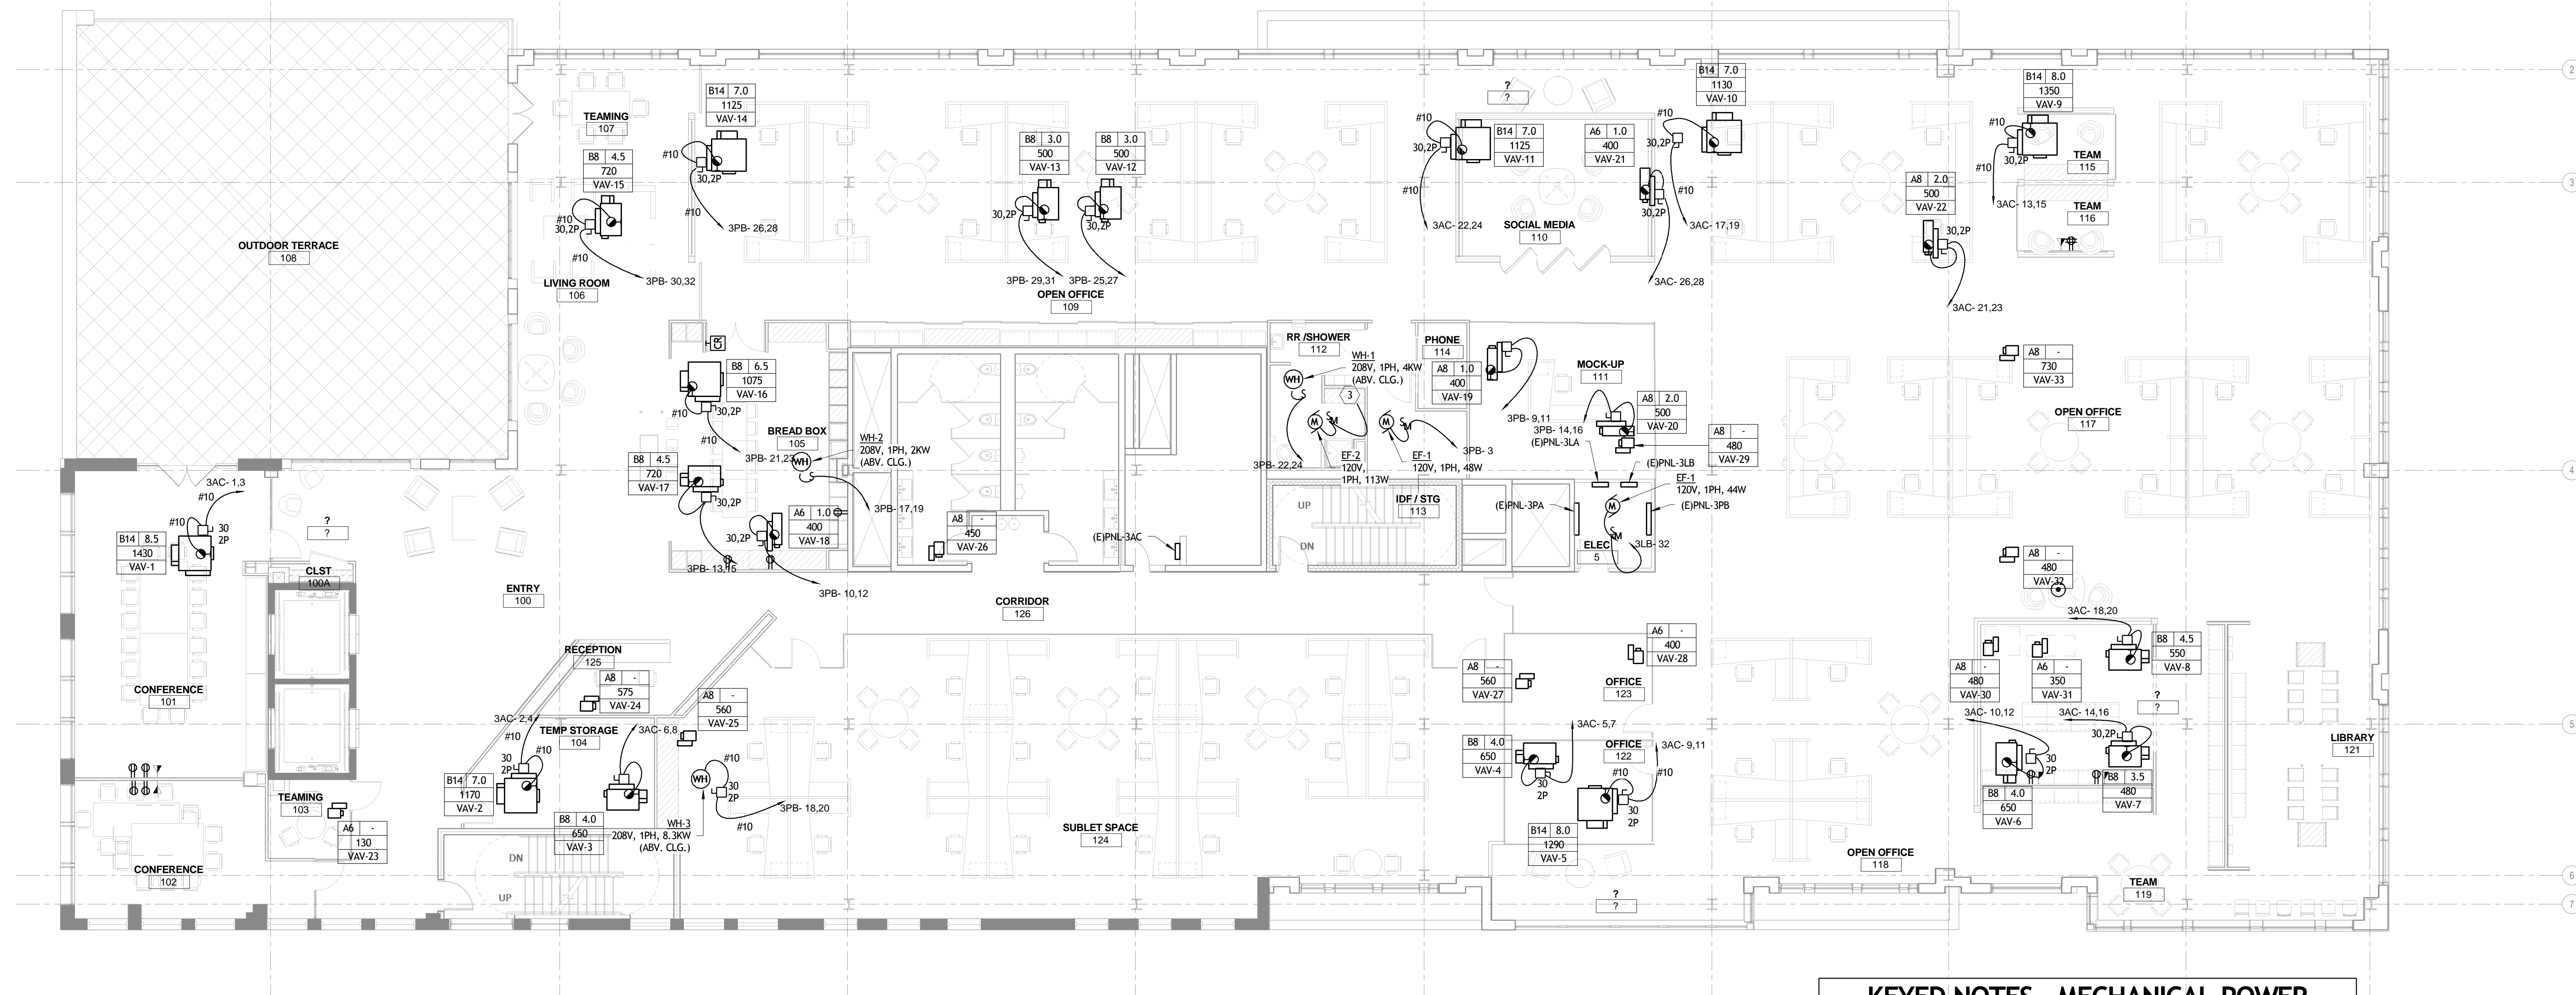 2
B14 7.0
1130
VAV-10
B14 8.0
1350
VAV-9
?
?
B14 7.0
1125
VAV-14
TEAMING
107
#10
#10
#10
#10
B8 3.0
500
VAV-13
B8 3.0
500
VAV-12
B14 7.0
1125
VAV-11
A6 1.0
400
VAV-21
30,2P
30,2P
30,2P
B8 4.5
720
VAV-15
#10
30,2P
30,2P
TEAM
115
3
A8 2.0
500
VAV-22
#10
#10
#10
#10
3AC- 13,15
TEAM
116
#10
30,2P
30,2P
30,2P
30,2P
3PB- 26,28
3AC- 22,24
SOCIAL MEDIA
110
3AC- 17,19
30,2P
OUTDOOR TERRACE
108
#10
3PB- 30,32
LIVING ROOM
106
3PB- 29,31
3PB- 25,27
OPEN OFFICE
109
3AC- 26,28
3AC- 21,23
RR /SHOWER
112
PHONE
114
CR
WH-1
208V, 1PH, 4KW
(ABV. CLG.)
A8 1.0
400
VAV-19
MOCK-UP
111
A8 -
730
VAV-33
B8 6.5
1075
VAV-16
WH
3
A8 2.0
500
VAV-20
OPEN OFFICE
117
#10
30,2P
3PB- 9,11
3PB- 14,16
(E)PNL-3LA
M
S
M
M
S
M
A8 -
480
VAV-29
BREAD BOX
105
#10
WH-2
208V, 1PH, 2KW
(ABV. CLG.)
3PB- 3
3PB- 21,23
WH
S
B8 4.5
720
VAV-17
3PB- 22,24
EF-2
120V,
1PH, 113W
EF-1
120V, 1PH, 48W
(E)PNL-3LB
4
3AC- 1,3
#10
EF-1
120V, 1PH, 44W
30,2P
3PB- 17,19
UP
IDF / STG
113
(E)PNL-3PA
M
(E)PNL-3PB
?
?
#10
30
2P
A6 1.0
400
VAV-18
30,2P
A8 -
450
VAV-26
(E)PNL-3AC
DN
S
M
3LB- 32
ELEC
5
B14 8.5
1430
VAV-1
A8 -
480
VAV-32
CLST
100A
3PB- 13,15
ENTRY
100
3PB- 10,12
CORRIDOR
126
3AC- 18,20
A6 -
400
VAV-28
B8 4.5
550
VAV-8
RECEPTION
125
A8 -
560
VAV-27
A8 -
480
VAV-30
A6 -
350
VAV-31
A8 -
575
VAV-24
OFFICE
123
CONFERENCE
101
A8 -
560
VAV-25
?
?
3AC- 2,4
3AC- 5,7
3AC- 10,12
3AC- 14,16
5
TEMP STORAGE
104
3AC- 6,8
#10
#10
B8 4.0
650
VAV-4
OFFICE
122
3AC- 9,11
30,2P
LIBRARY
121
30
2P
WH
#10
30
2P
#10
#10
30
2P
B14 7.0
1170
VAV-2
30
2P
30
2P
B8 3.5
480
VAV-7
B8 4.0
650
VAV-6
TEAMING
103
3PB- 18,20
#10
A6 -
130
VAV-23
B8 4.0
650
VAV-3
WH-3
208V, 1PH, 8.3KW
(ABV. CLG.)
SUBLET SPACE
124
B14 8.0
1290
VAV-5
DN
OPEN OFFICE
118
CONFERENCE
102
6
UP
TEAM
119
?
?
7
KEYED NOTES - MECHANICAL POWER